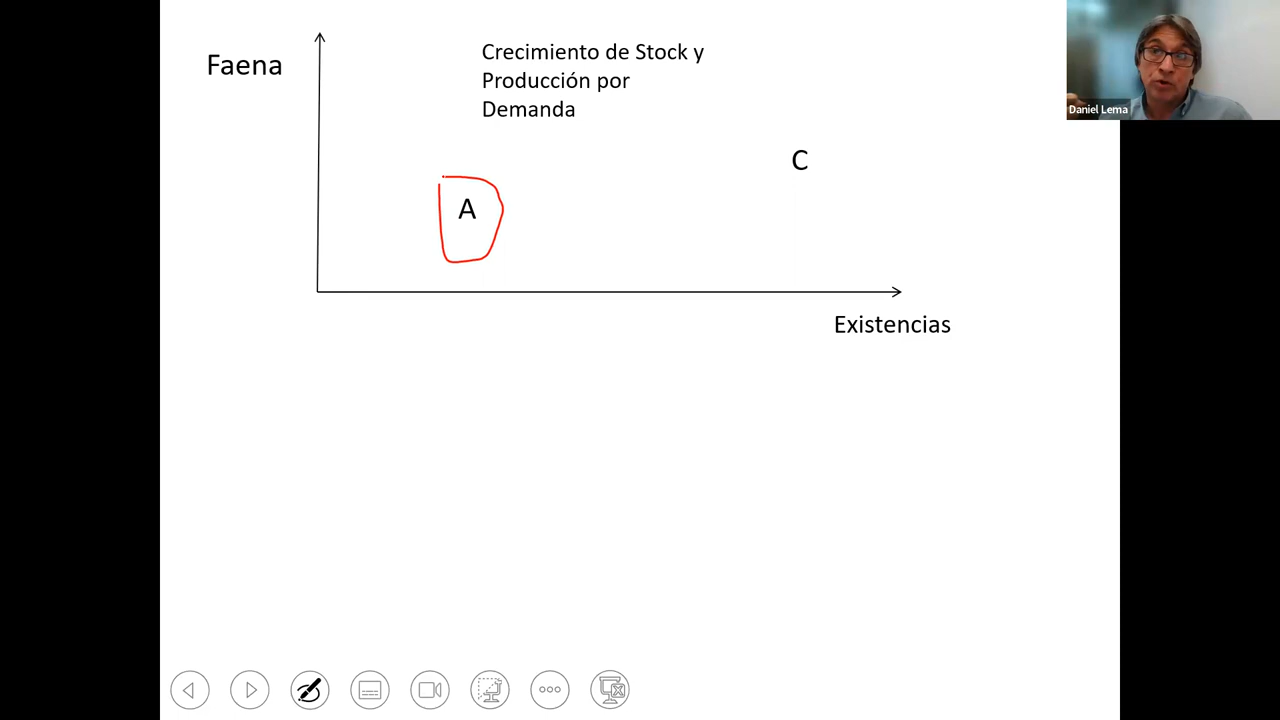 Faena
Crecimiento de Stock y
Producción por
Demanda
C
A
Existencias
Daniel Lema